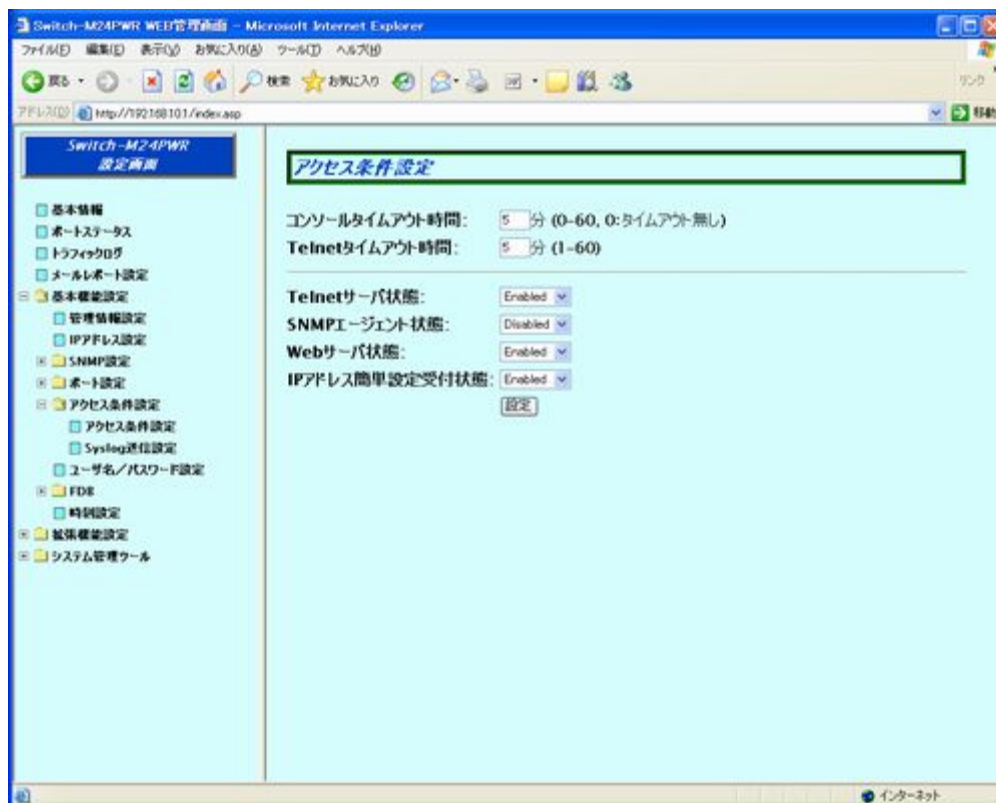 Switch-M24PWR WEB管理画面 - Microsoft Internet Explorer
ファイル(F) 編集(E) 表示(V) お気に入り(A) ツール(T) ヘルプ(H)
戻る 検索 お気に入り
リンク
アドレス(D) http://192.168.1.01/index.asp 移動
Switch-M24PWR
設定画面
基本情報
ポートステータス
トラフィックログ
メールレポート設定
基本機能設定
管理情報設定
IPアドレス設定
SNMP設定
ポート設定
アクセス条件設定
アクセス条件設定
Syslog送信設定
ユーザ名/パスワード設定
FDB
時刻設定
拡張機能設定
システム管理ツール
アクセス条件設定
コンソールタイムアウト時間: 5 分 (0-60, 0:タイムアウト無し)
Telnetタイムアウト時間: 5 分 (1-60)
Telnetサーバ状態: Enabled
SNMPエージェント状態: Disabled
Webサーバ状態: Enabled
IPアドレス簡単設定受付状態: Enabled
設定
インターネット